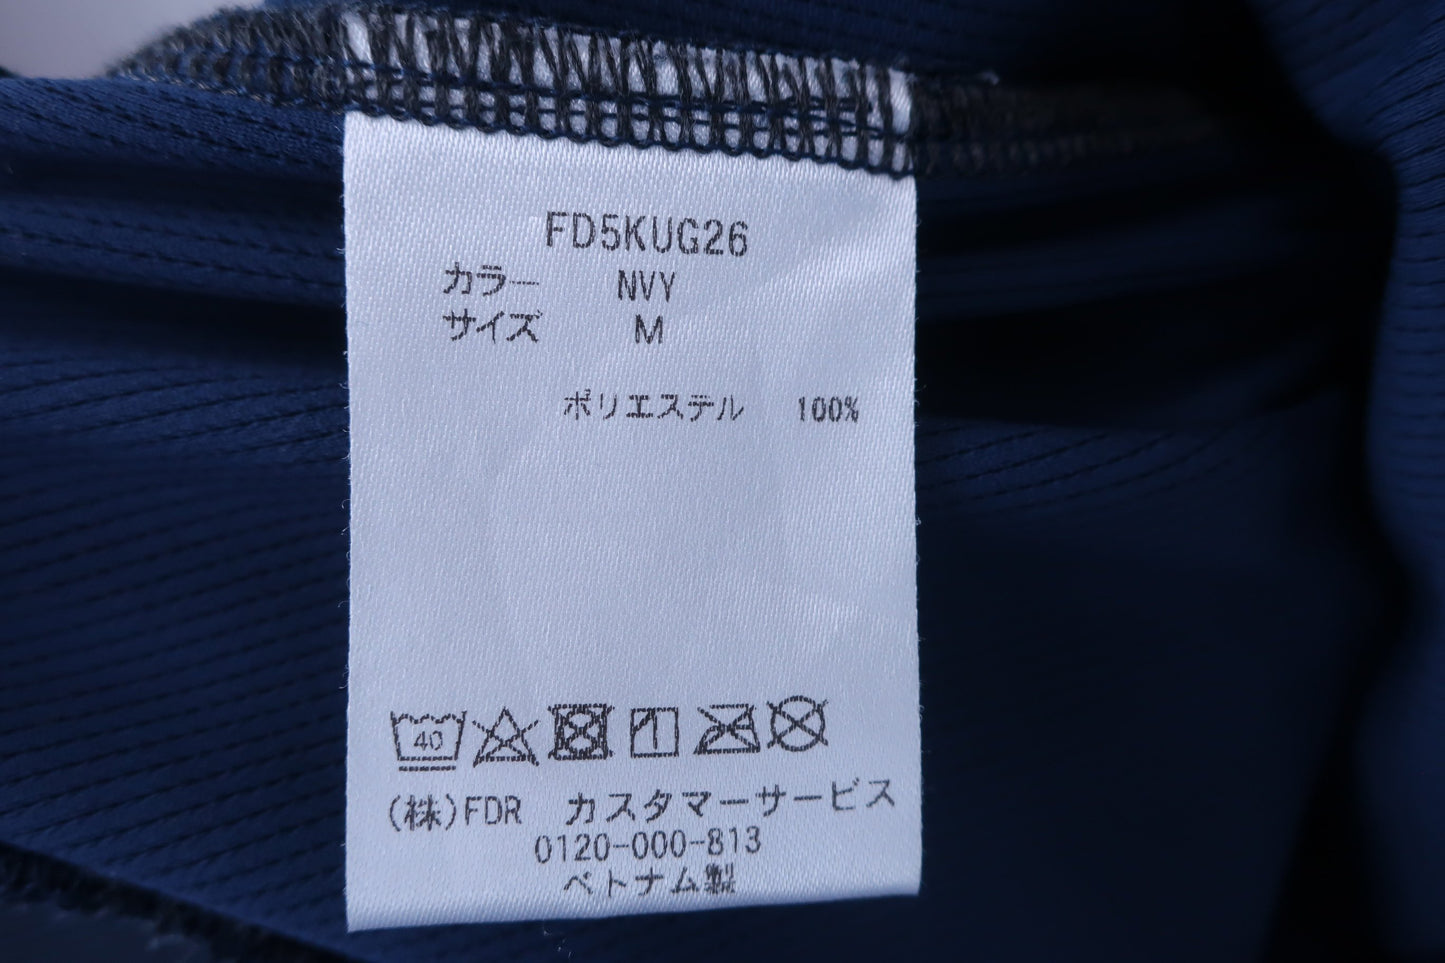 FD5KUG26
カラー NVY
サイズ M
ポリエステル 100%
40
(株)FDR カスタマーサービス
0120-000-813
ベトナム製